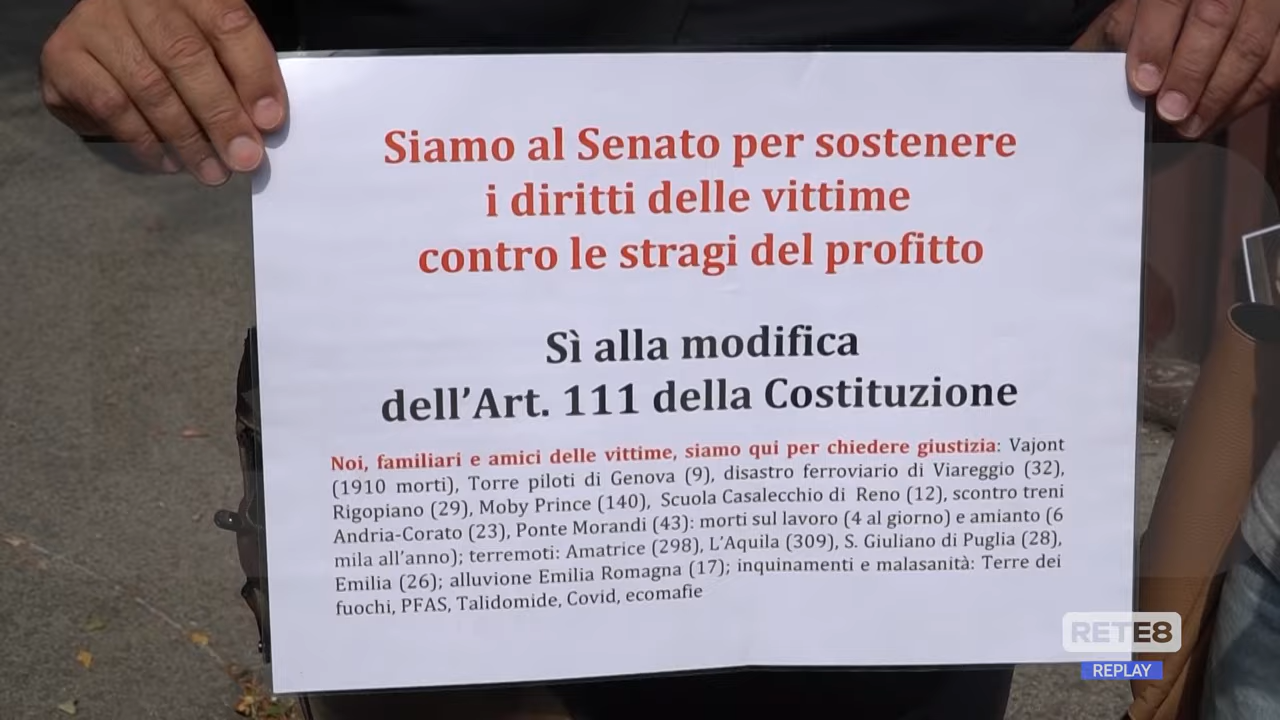 Siamo al Senato per sostenere
i diritti delle vittime
contro le stragi del profitto
Sì alla modifica
dell'Art. 111 della Costituzione
Noi, familiari e amici delle vittime, siamo qui per chiedere giustizia: Vajont
(1910 morti), Torre piloti di Genova (9), disastro ferroviario di Viareggio (32),
Rigopiano (29), Moby Prince (140), Scuola Casalecchio di Reno (12), scontro treni
Andria-Corato (23), Ponte Morandi (43): morti sul lavoro (4 al giorno) e amianto (6
mila all'anno); terremoti: Amatrice (298), L'Aquila (309), S. Giuliano di Puglia (28),
Emilia (26); alluvione Emilia Romagna (17); inquinamenti e malasanità: Terre dei
fuochi, PFAS, Talidomide, Covid, ecomafie
RETE8
REPLAY